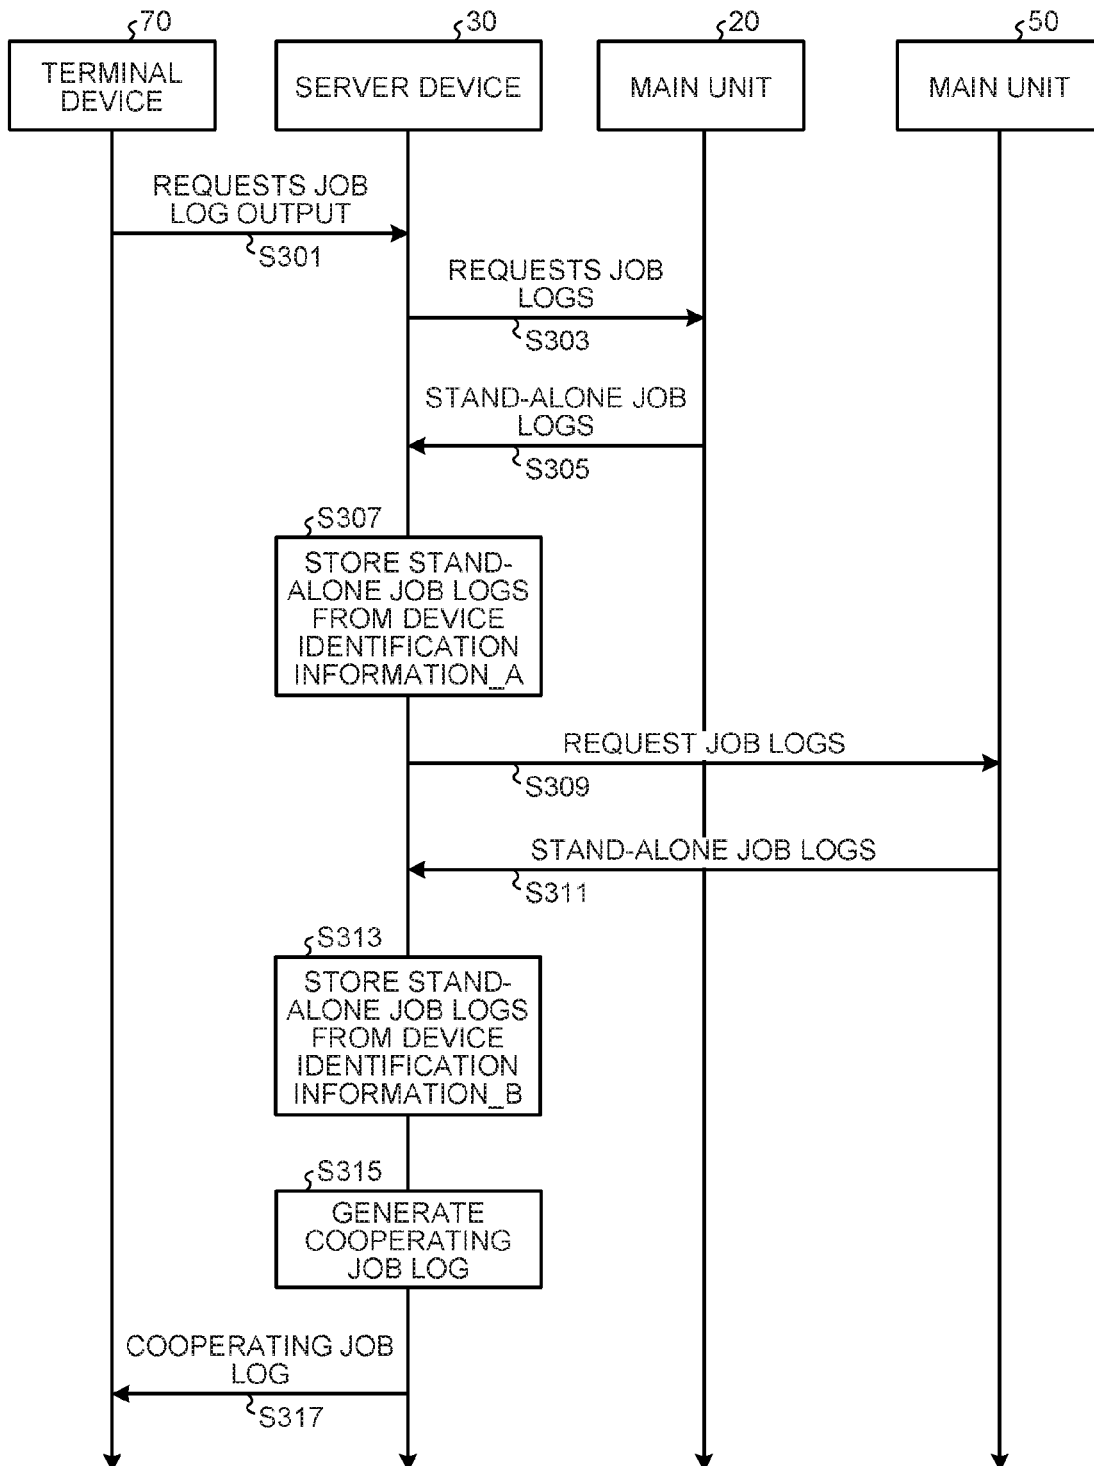 70
30
20
50
TERMINAL
DEVICE
SERVER DEVICE
MAIN UNIT
MAIN UNIT
REQUESTS JOB
LOG OUTPUT
S301
REQUESTS JOB
LOGS
S303
STAND-ALONE JOB
LOGS
S305
S307
STORE STAND-
ALONE JOB LOGS
FROM DEVICE
IDENTIFICATION
INFORMATION_A
REQUEST JOB LOGS
S309
STAND-ALONE JOB LOGS
S311
S313
STORE STAND-
ALONE JOB LOGS
FROM DEVICE
IDENTIFICATION
INFORMATION_B
S315
GENERATE
COOPERATING
JOB LOG
COOPERATING JOB
LOG
S317